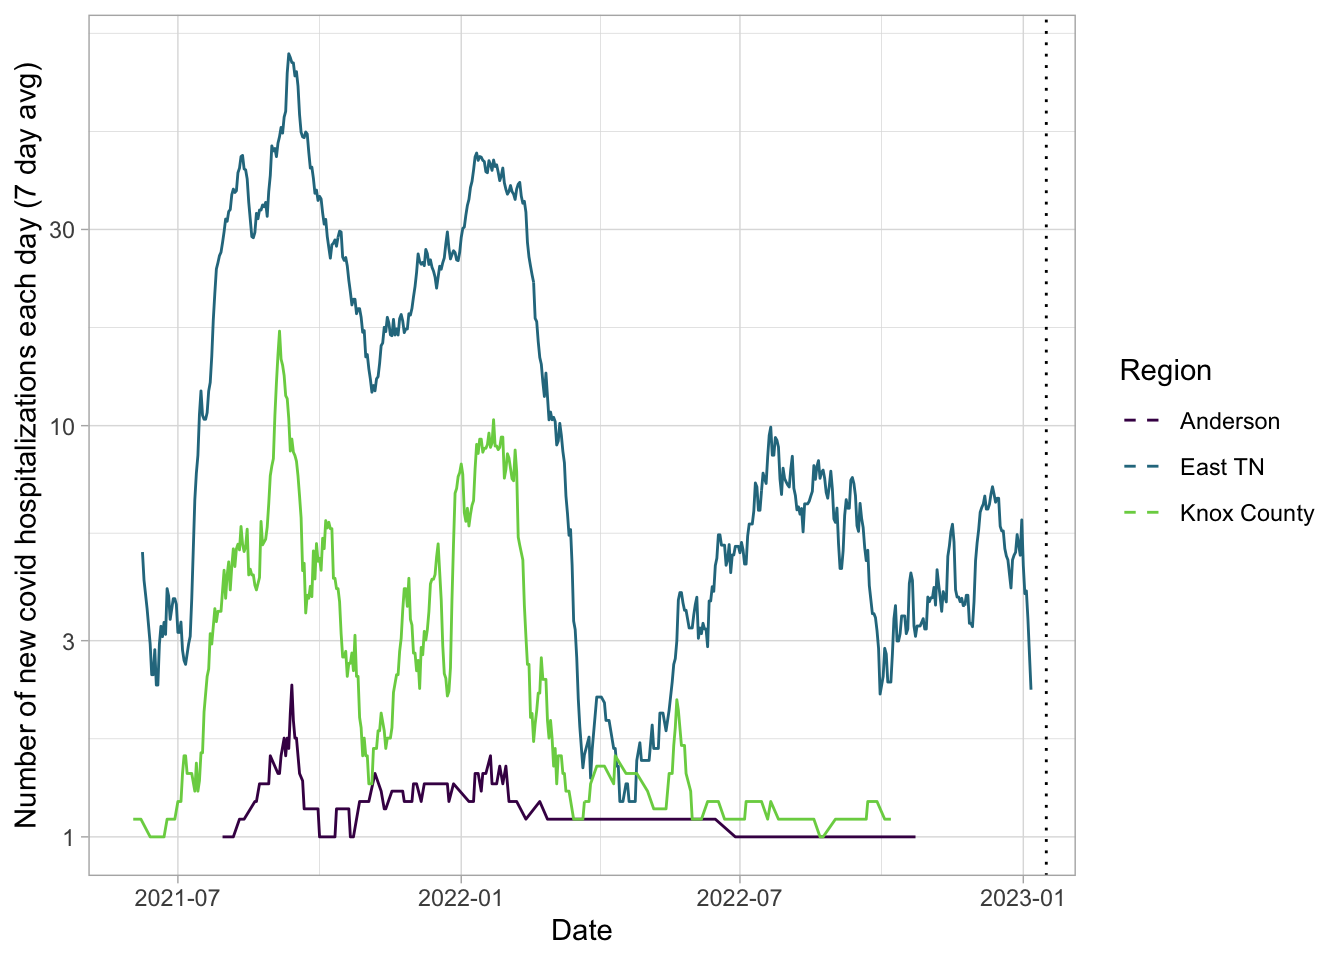 Number of new covid hospitalizations each day (7 day avg)
30
10
3
1
2021-07
2022-01
2022-07
2023-01
Date
Region
Anderson
East TN
Knox County